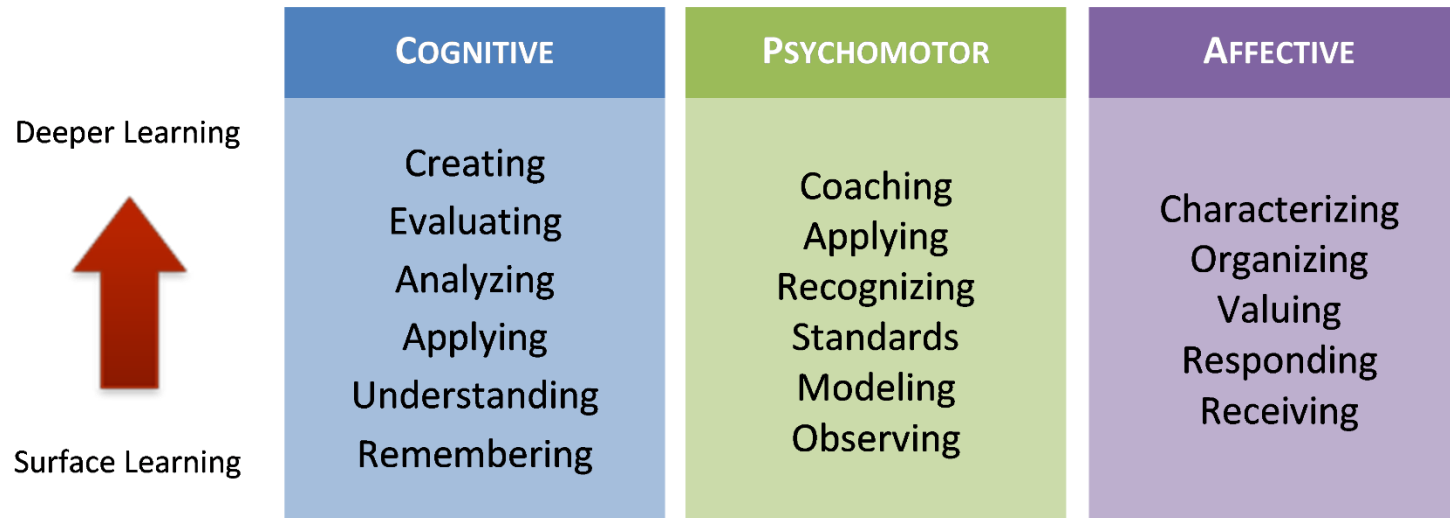 COGNITIVE
PSYCHOMOTOR
AFFECTIVE
Deeper Learning
Surface Learning
Creating
Evaluating
Analyzing
Applying
Understanding
Remembering
Coaching
Applying
Recognizing
Standards
Modeling
Observing
Characterizing
Organizing
Valuing
Responding
Receiving